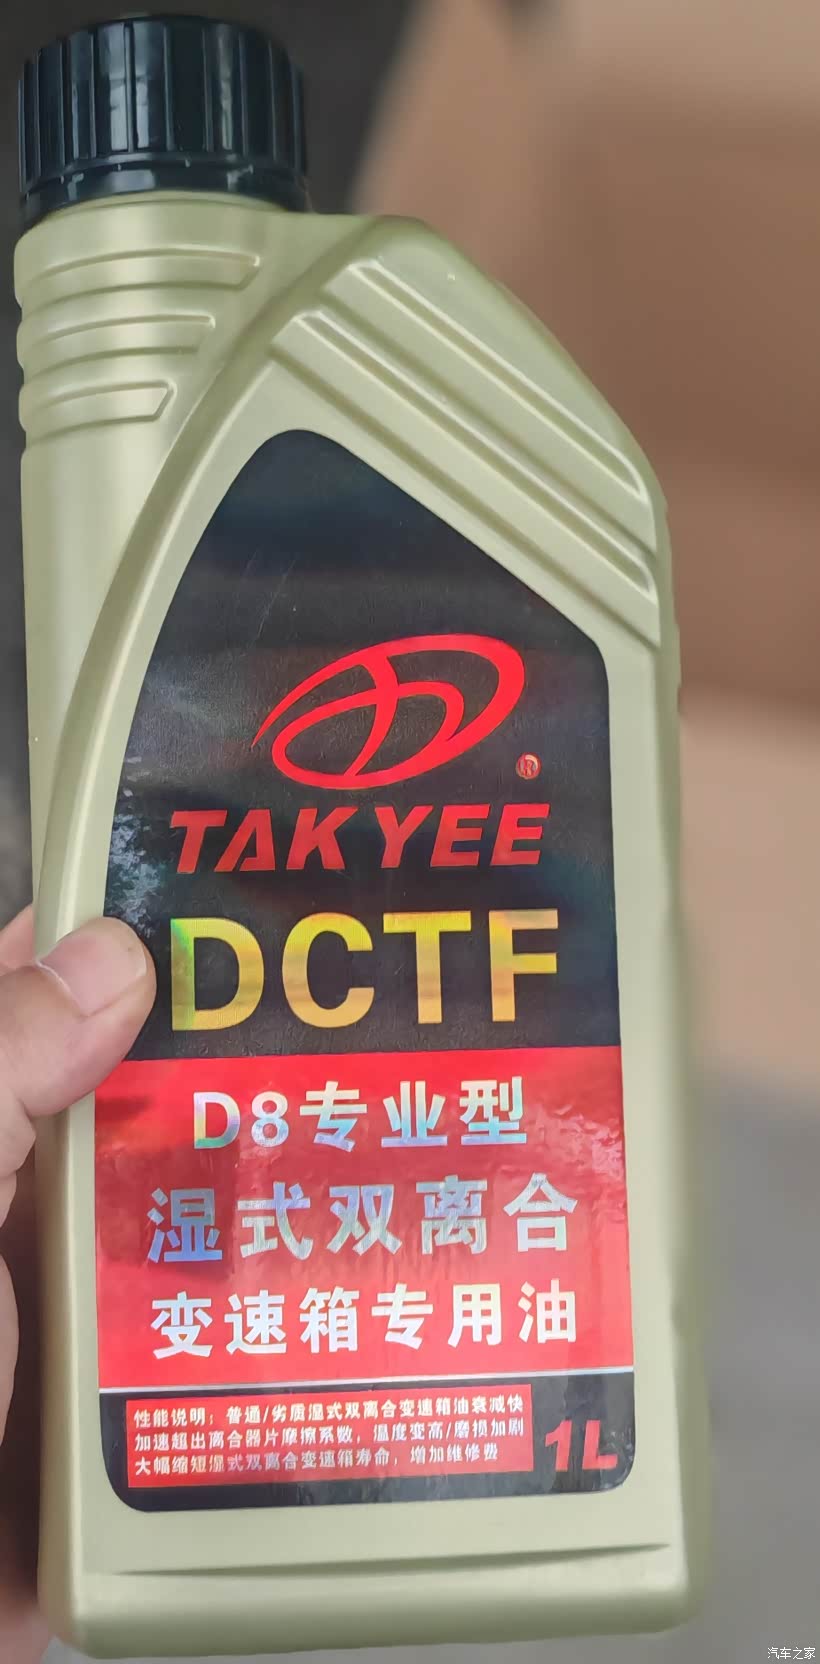 TAKYEE
DCTF
D8专业型
湿式双离合
变速箱专用油
性能说明：普通/劣质湿式双离合变速箱油衰减快
加速超出离合器片摩擦系数，温度变高/磨损加剧
大幅缩短湿式双离合变速箱寿命，增加维修费
1L
汽车之家